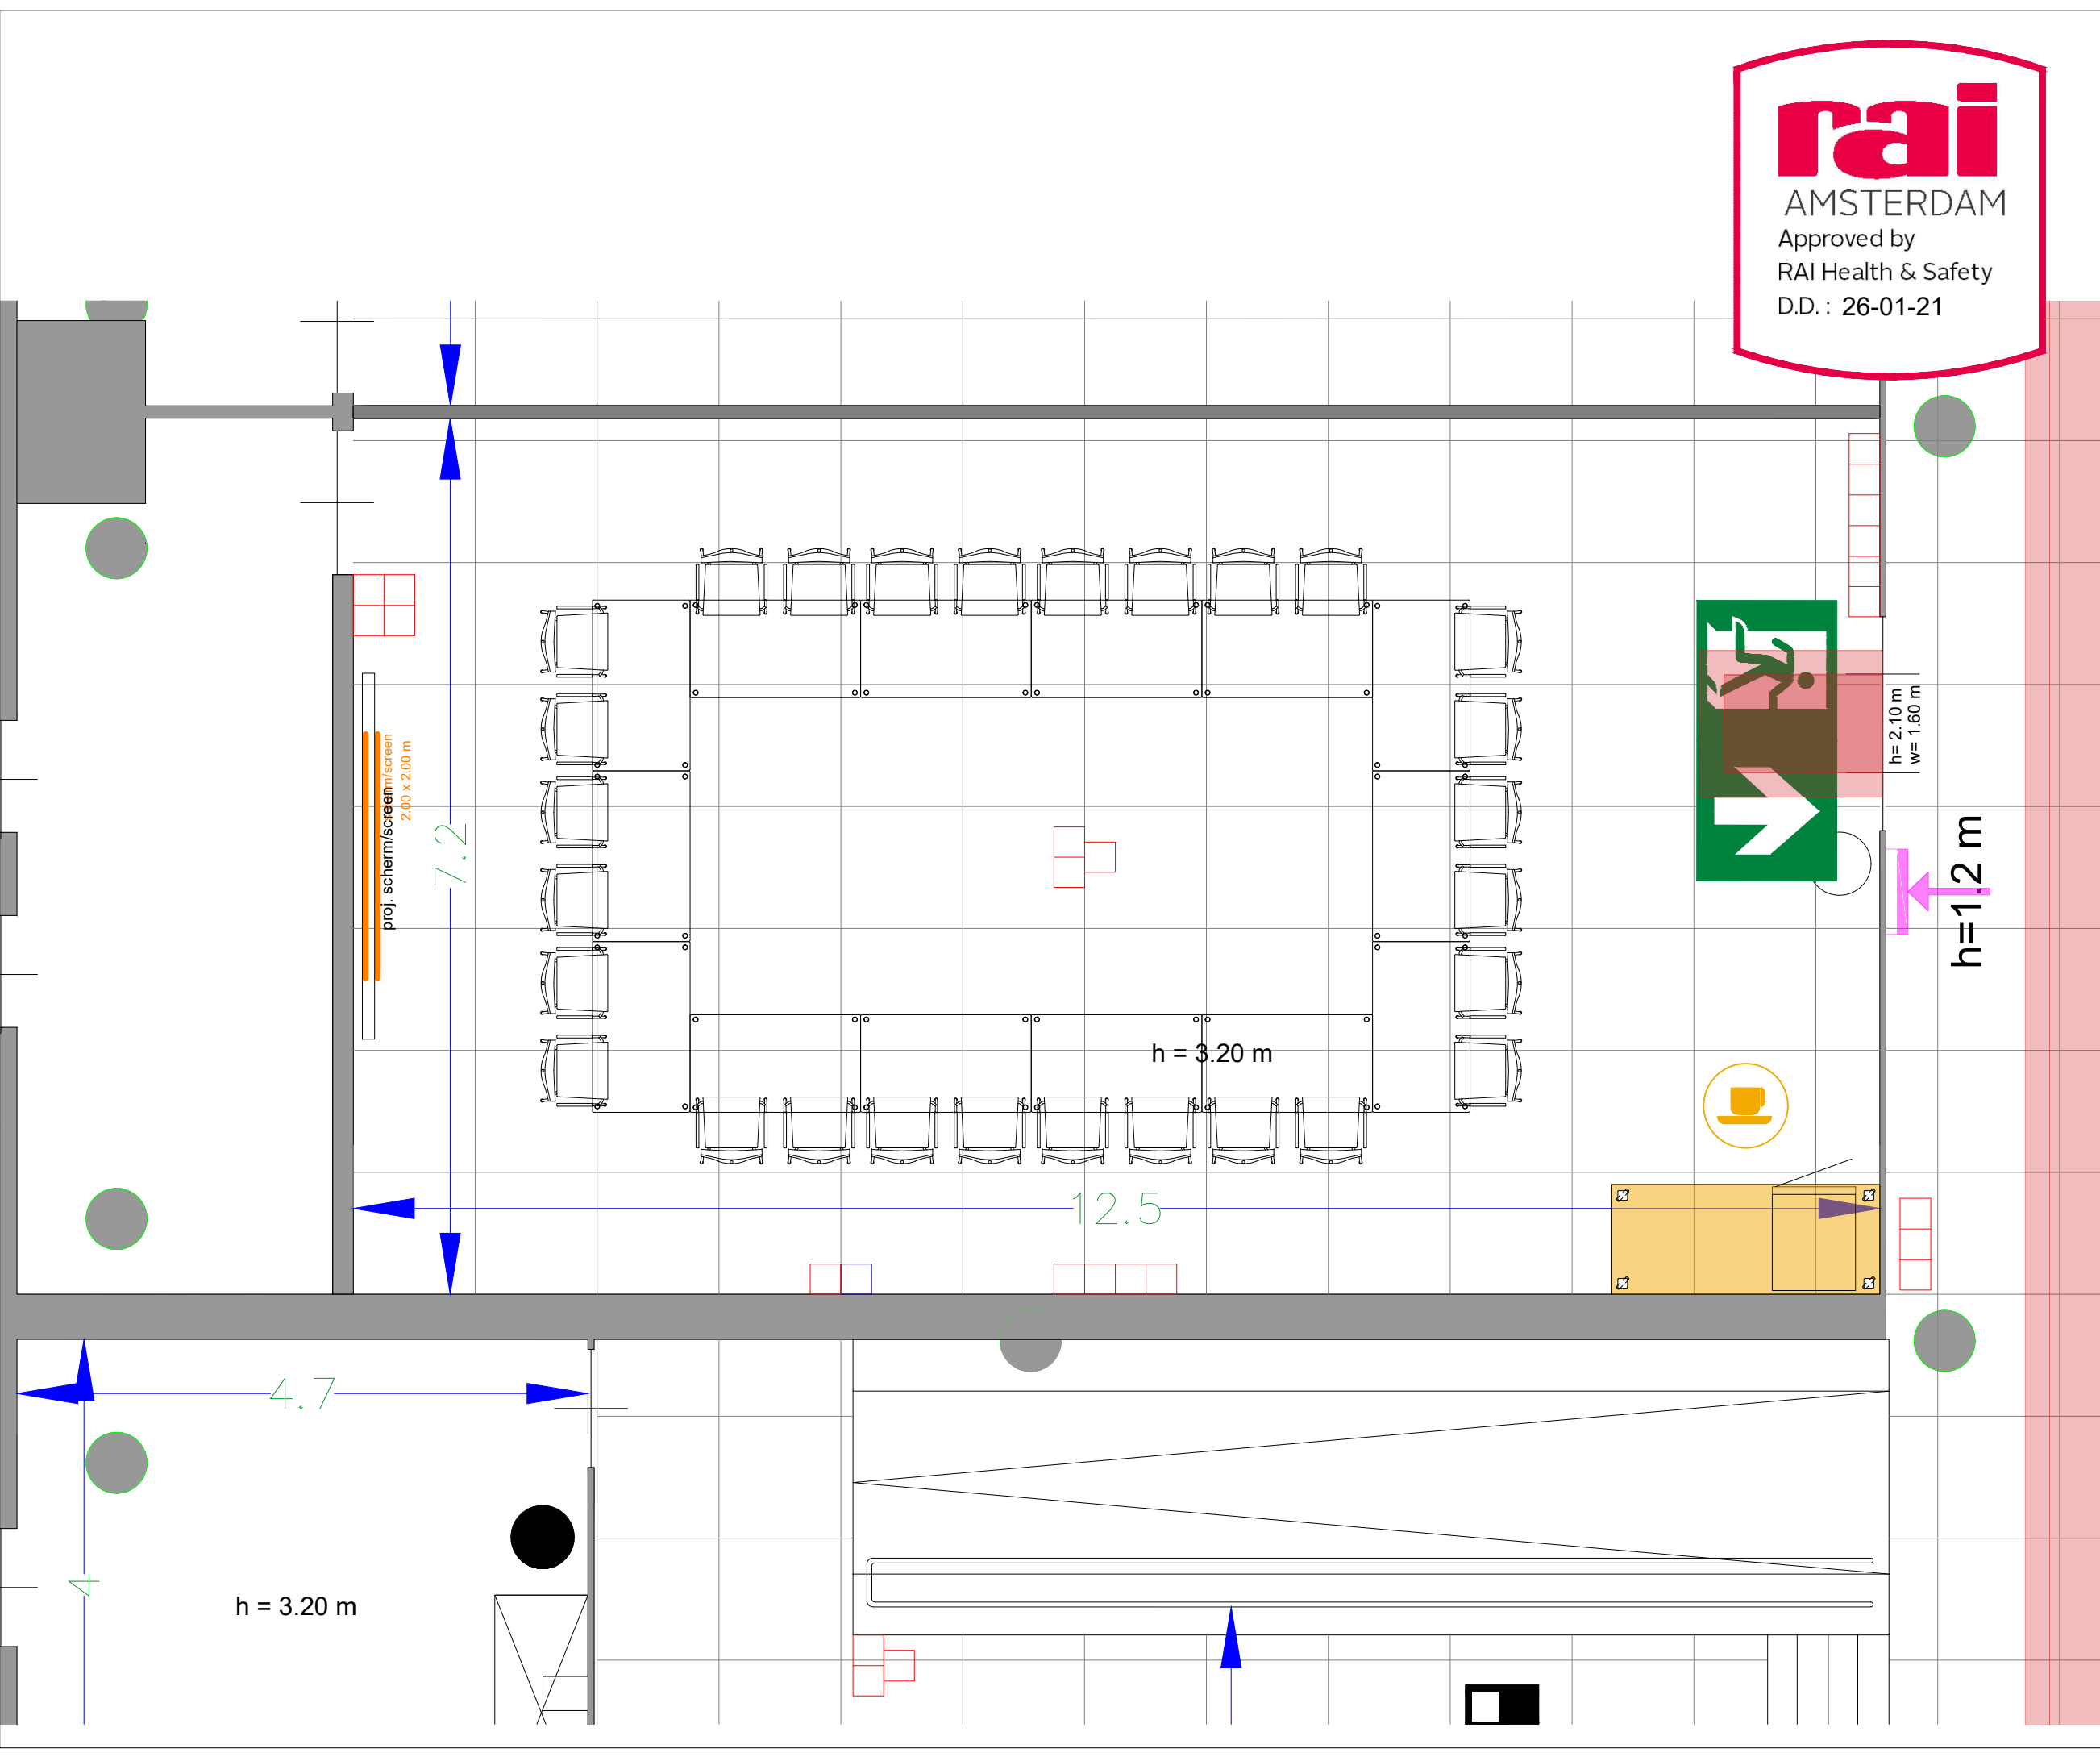 rai
AMSTERDAM
Approved by
RAI Health & Safety
D.D. : 26-01-21
h= 2.10 m
w= 1.60 m
h=1.2 m
2.00 x 2.00 m
proj. scherm/screen
7.2
h = 3.20 m
12.5
4.7
4
h = 3.20 m